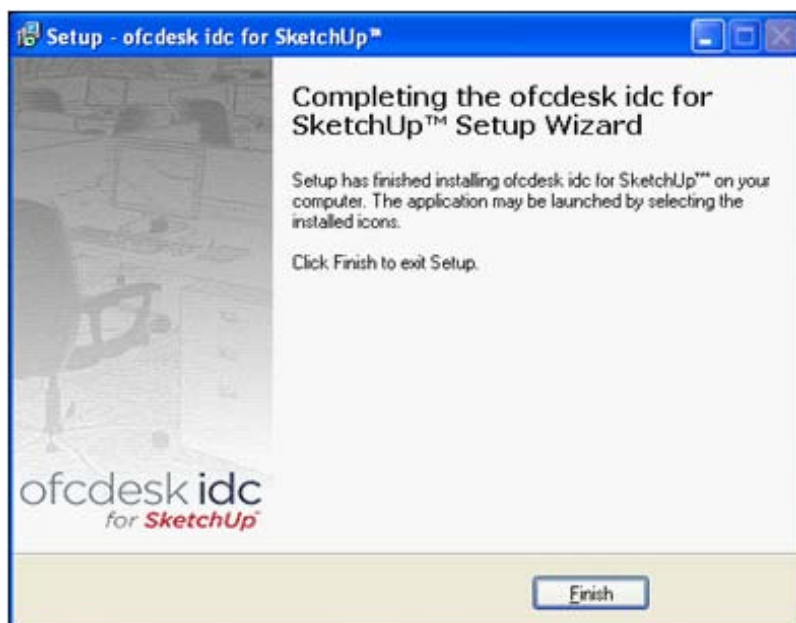 Setup - ofcdesk idc for SketchUp™
Completing the ofcdesk idc for
SketchUp™ Setup Wizard
Setup has finished installing ofcdesk idc for SketchUp™ on your
computer. The application may be launched by selecting the
installed icons.
Click Finish to exit Setup.
ofcdesk idc
for SketchUp™
Finish